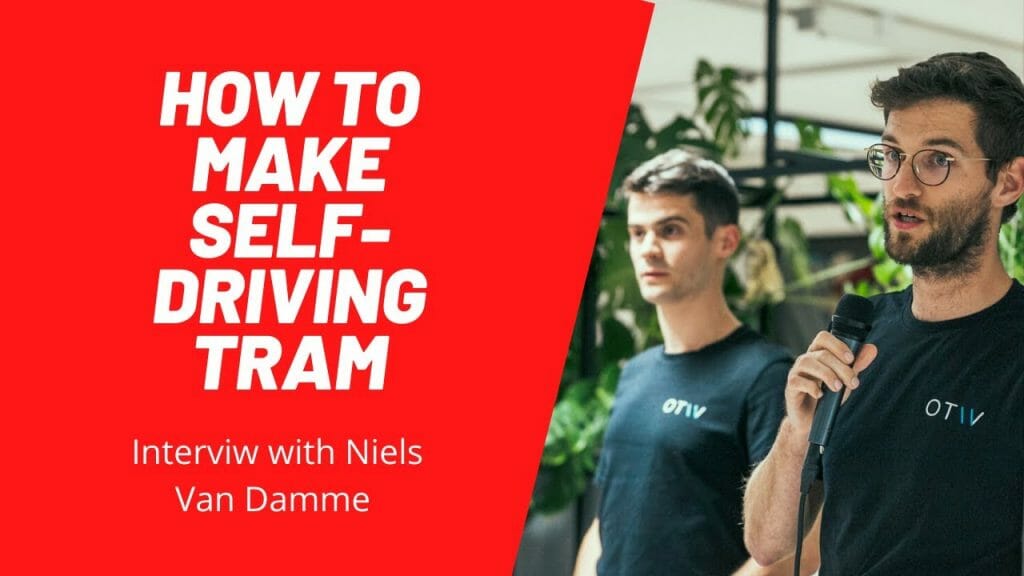 HOW TO
MAKE
SELF-
DRIVING
TRAM
Interviw with Niels
Van Damme
OTIV
OTIV